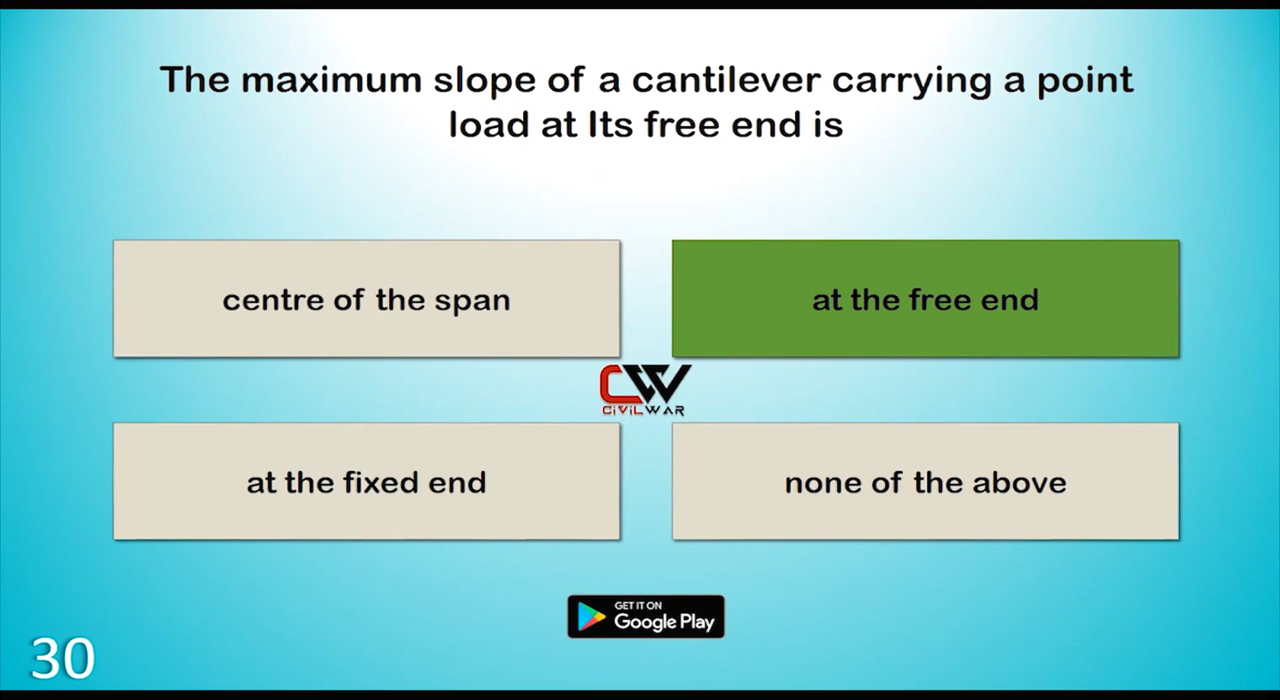 The maximum slope of a cantilever carrying a point
load at Its free end is
centre of the span
at the free end
CW
CiViLWAR
at the fixed end
none of the above
GET IT ON
Google Play
30